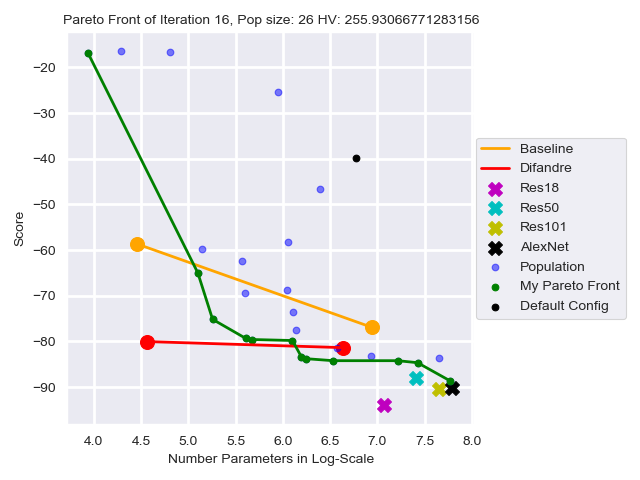 Pareto Front of Iteration 16, Pop size: 26 HV: 255.93066771283156
−20
−30
−40
−50
−60
−70
−80
−90
Score
4.0 4.5 5.0 5.5 6.0 6.5 7.0 7.5 8.0
Number Parameters in Log-Scale
Baseline
Difandre
Res18
Res50
Res101
AlexNet
Population
My Pareto Front
Default Config